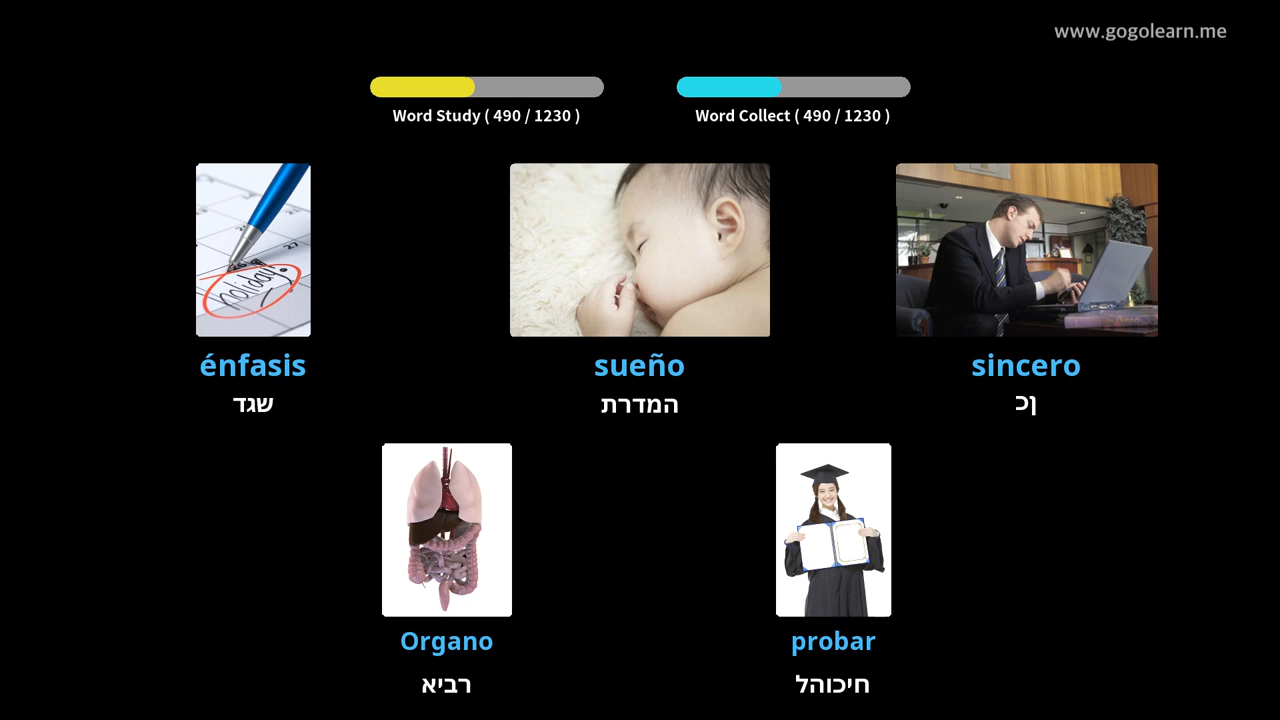 www.gogolearn.me
Word Study ( 490 / 1230 )
Word Collect ( 490 / 1230 )
énfasis
שגד
sueño
המדרת
sincero
ןכ
Organo
רביא
probar
חיכוהל